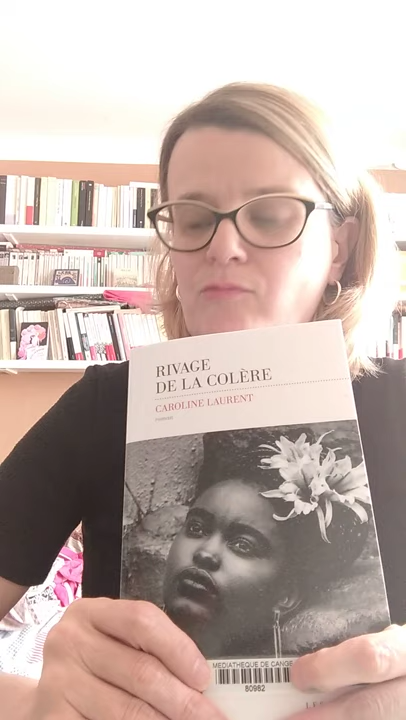 RIVAGE
DE LA COLÈRE
CAROLINE LAURENT
roman
MEDIATHEQUE DE CANGE
80982